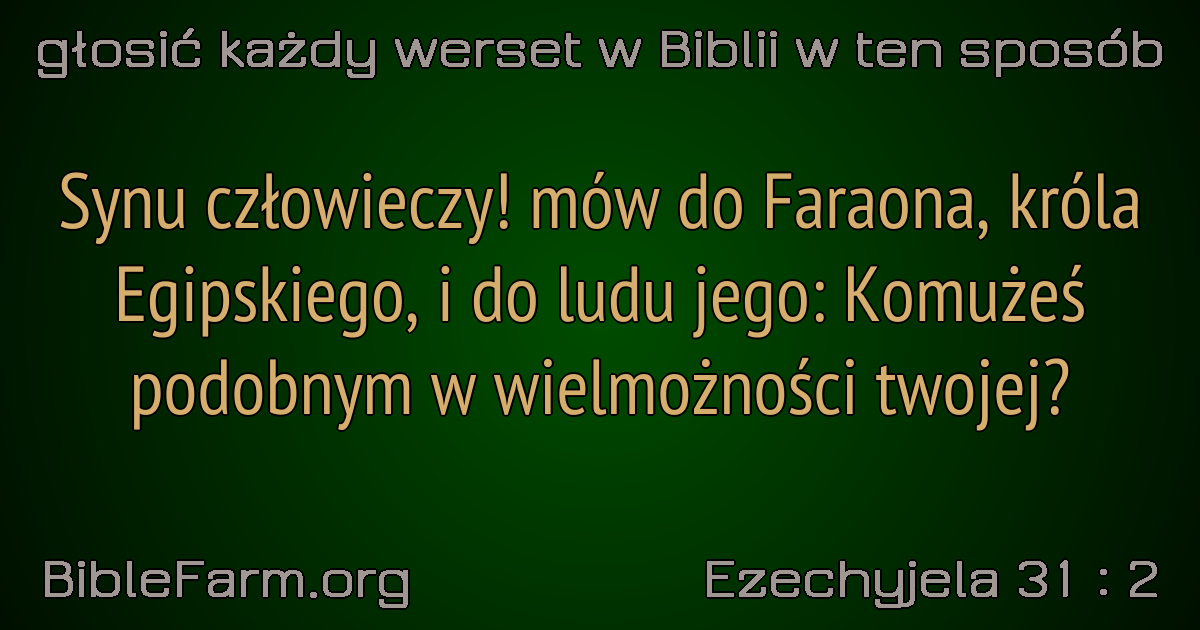 głosić każdy werset w Biblii w ten sposób
Synu człowieczy! mów do Faraona, króla
Egipskiego, i do ludu jego: Komużeś
podobnym w wielmożności twojej?
BibleFarm.org
Ezechyjela 31 : 2